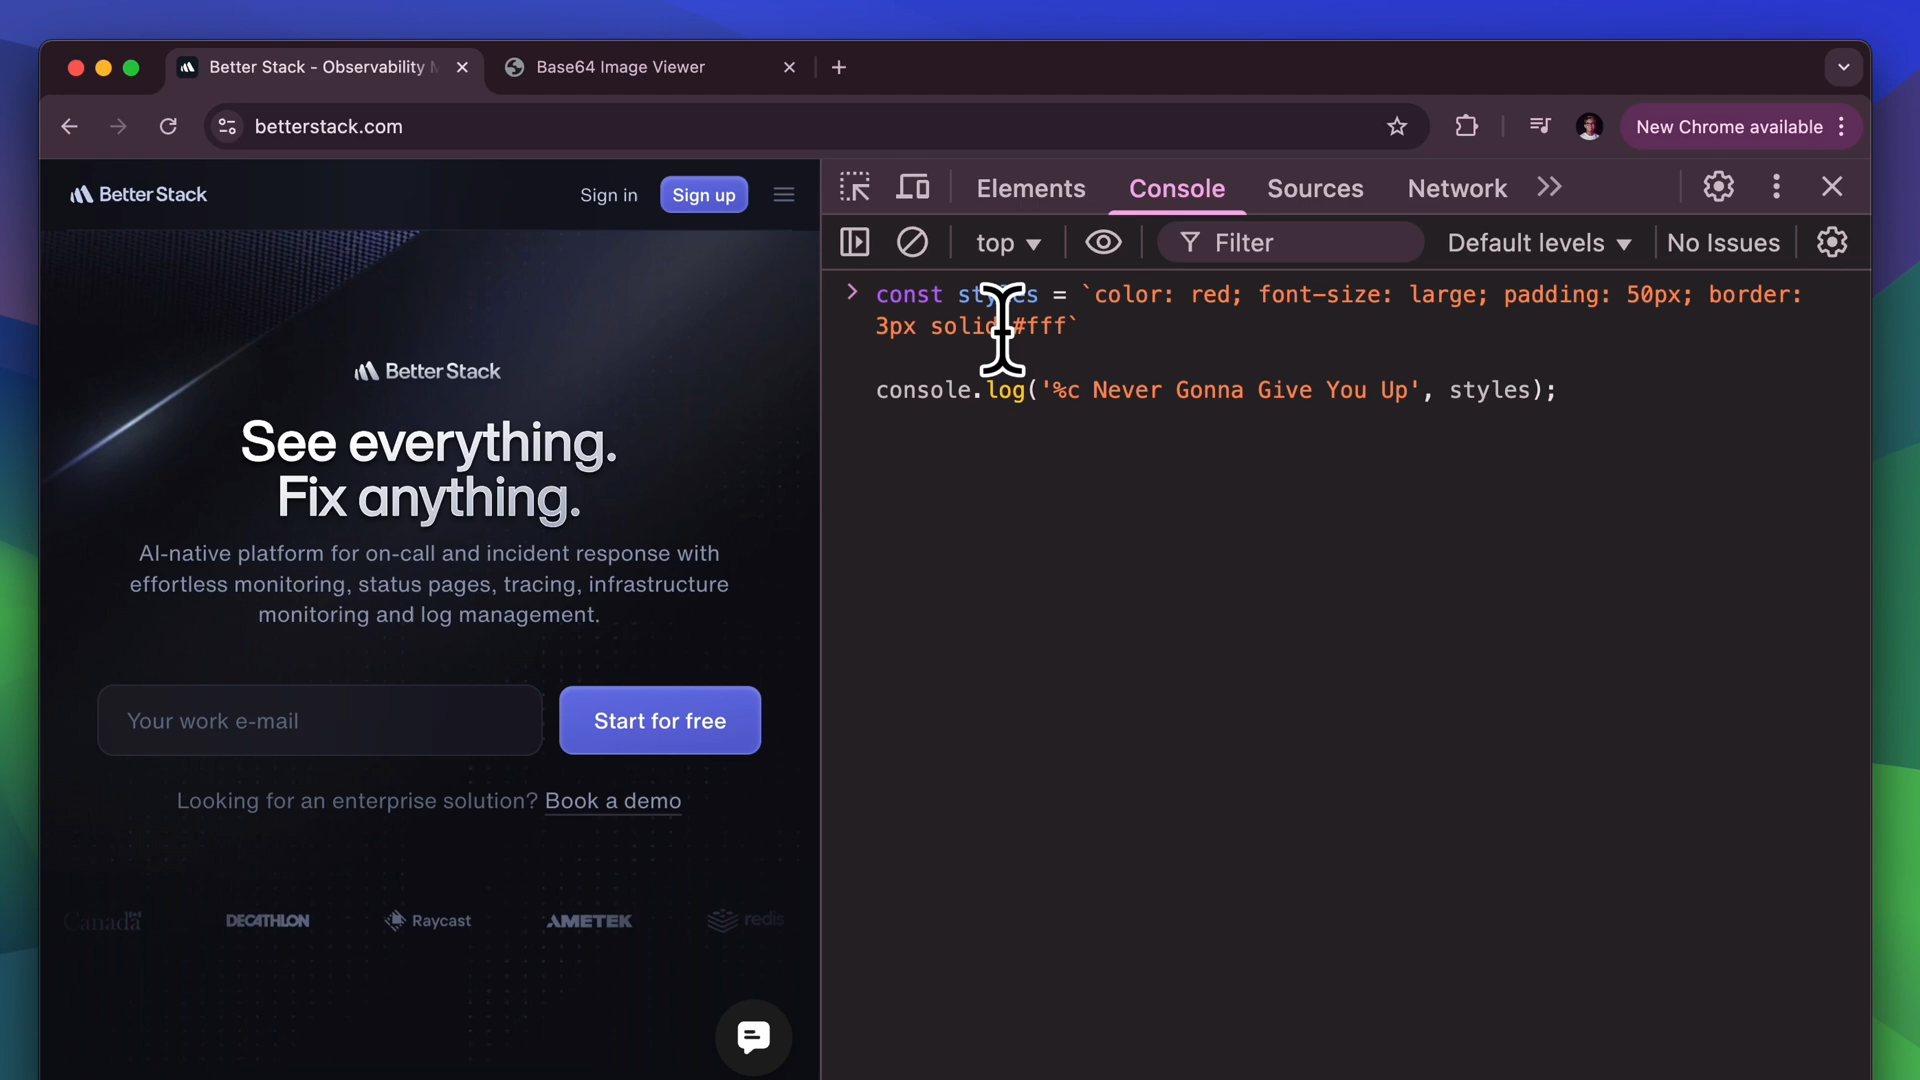 Better Stack - Observability M
Base64 Image Viewer
betterstack.com
New Chrome available
Better Stack
Sign in
Sign up
Better Stack
See everything.
Fix anything.
AI-native platform for on-call and incident response with
effortless monitoring, status pages, tracing, infrastructure
monitoring and log management.
Your work e-mail
Start for free
Looking for an enterprise solution? Book a demo
Canada
DECATHLON
Raycast
AMETEK
redis
Elements
Console
Sources
Network
top
Filter
Default levels
No Issues
const styles = `color: red; font-size: large; padding: 50px; border:
3px solid #fff`
console.log('%c Never Gonna Give You Up', styles);